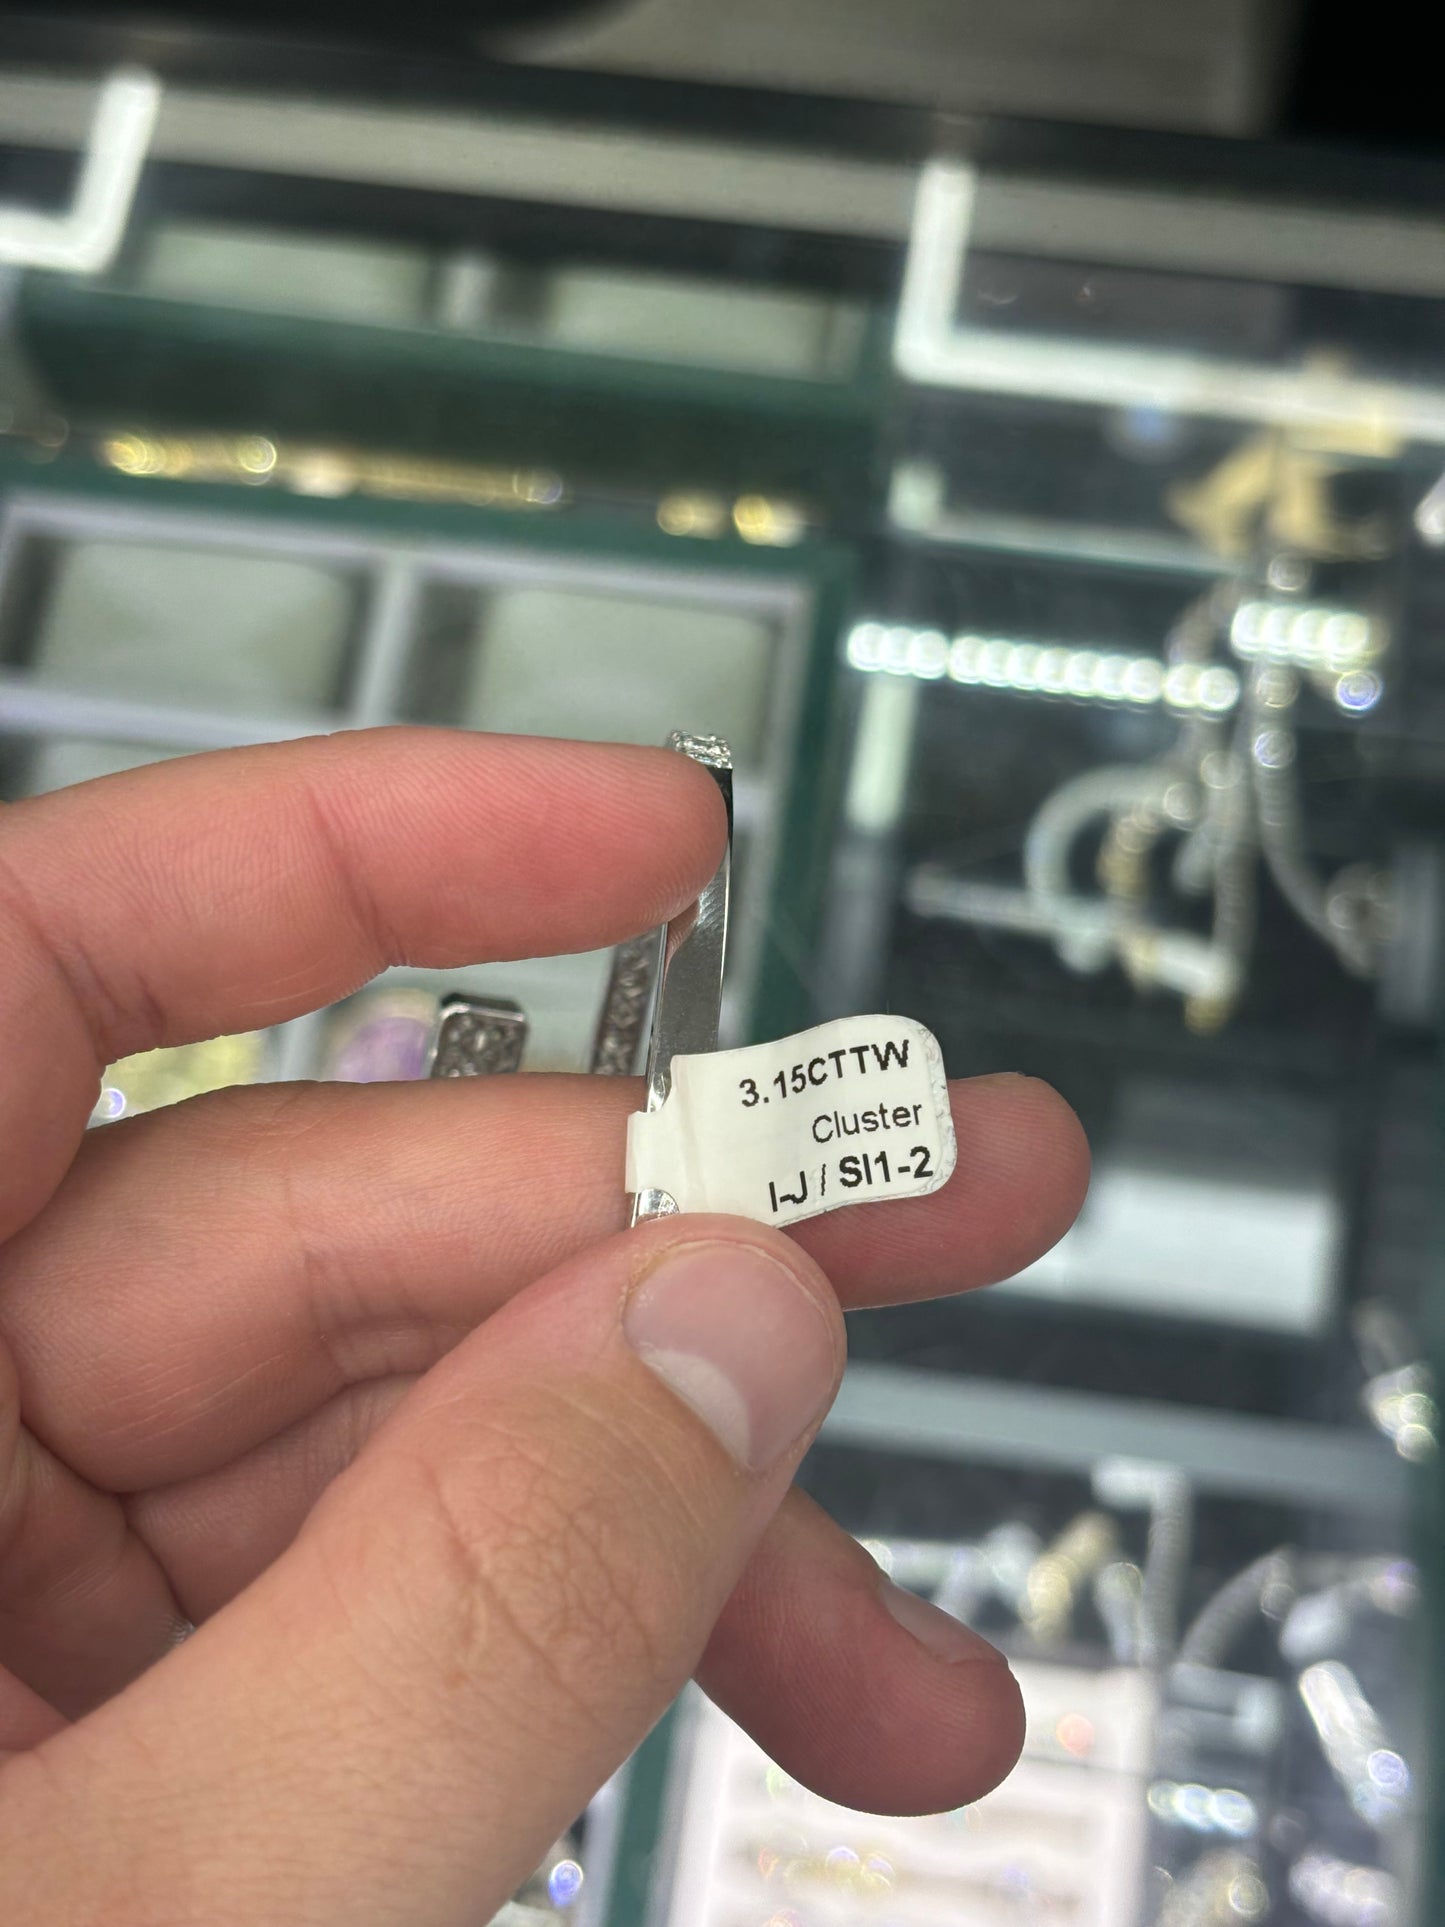 3.15CTTW
Cluster
I-J / SI1-2